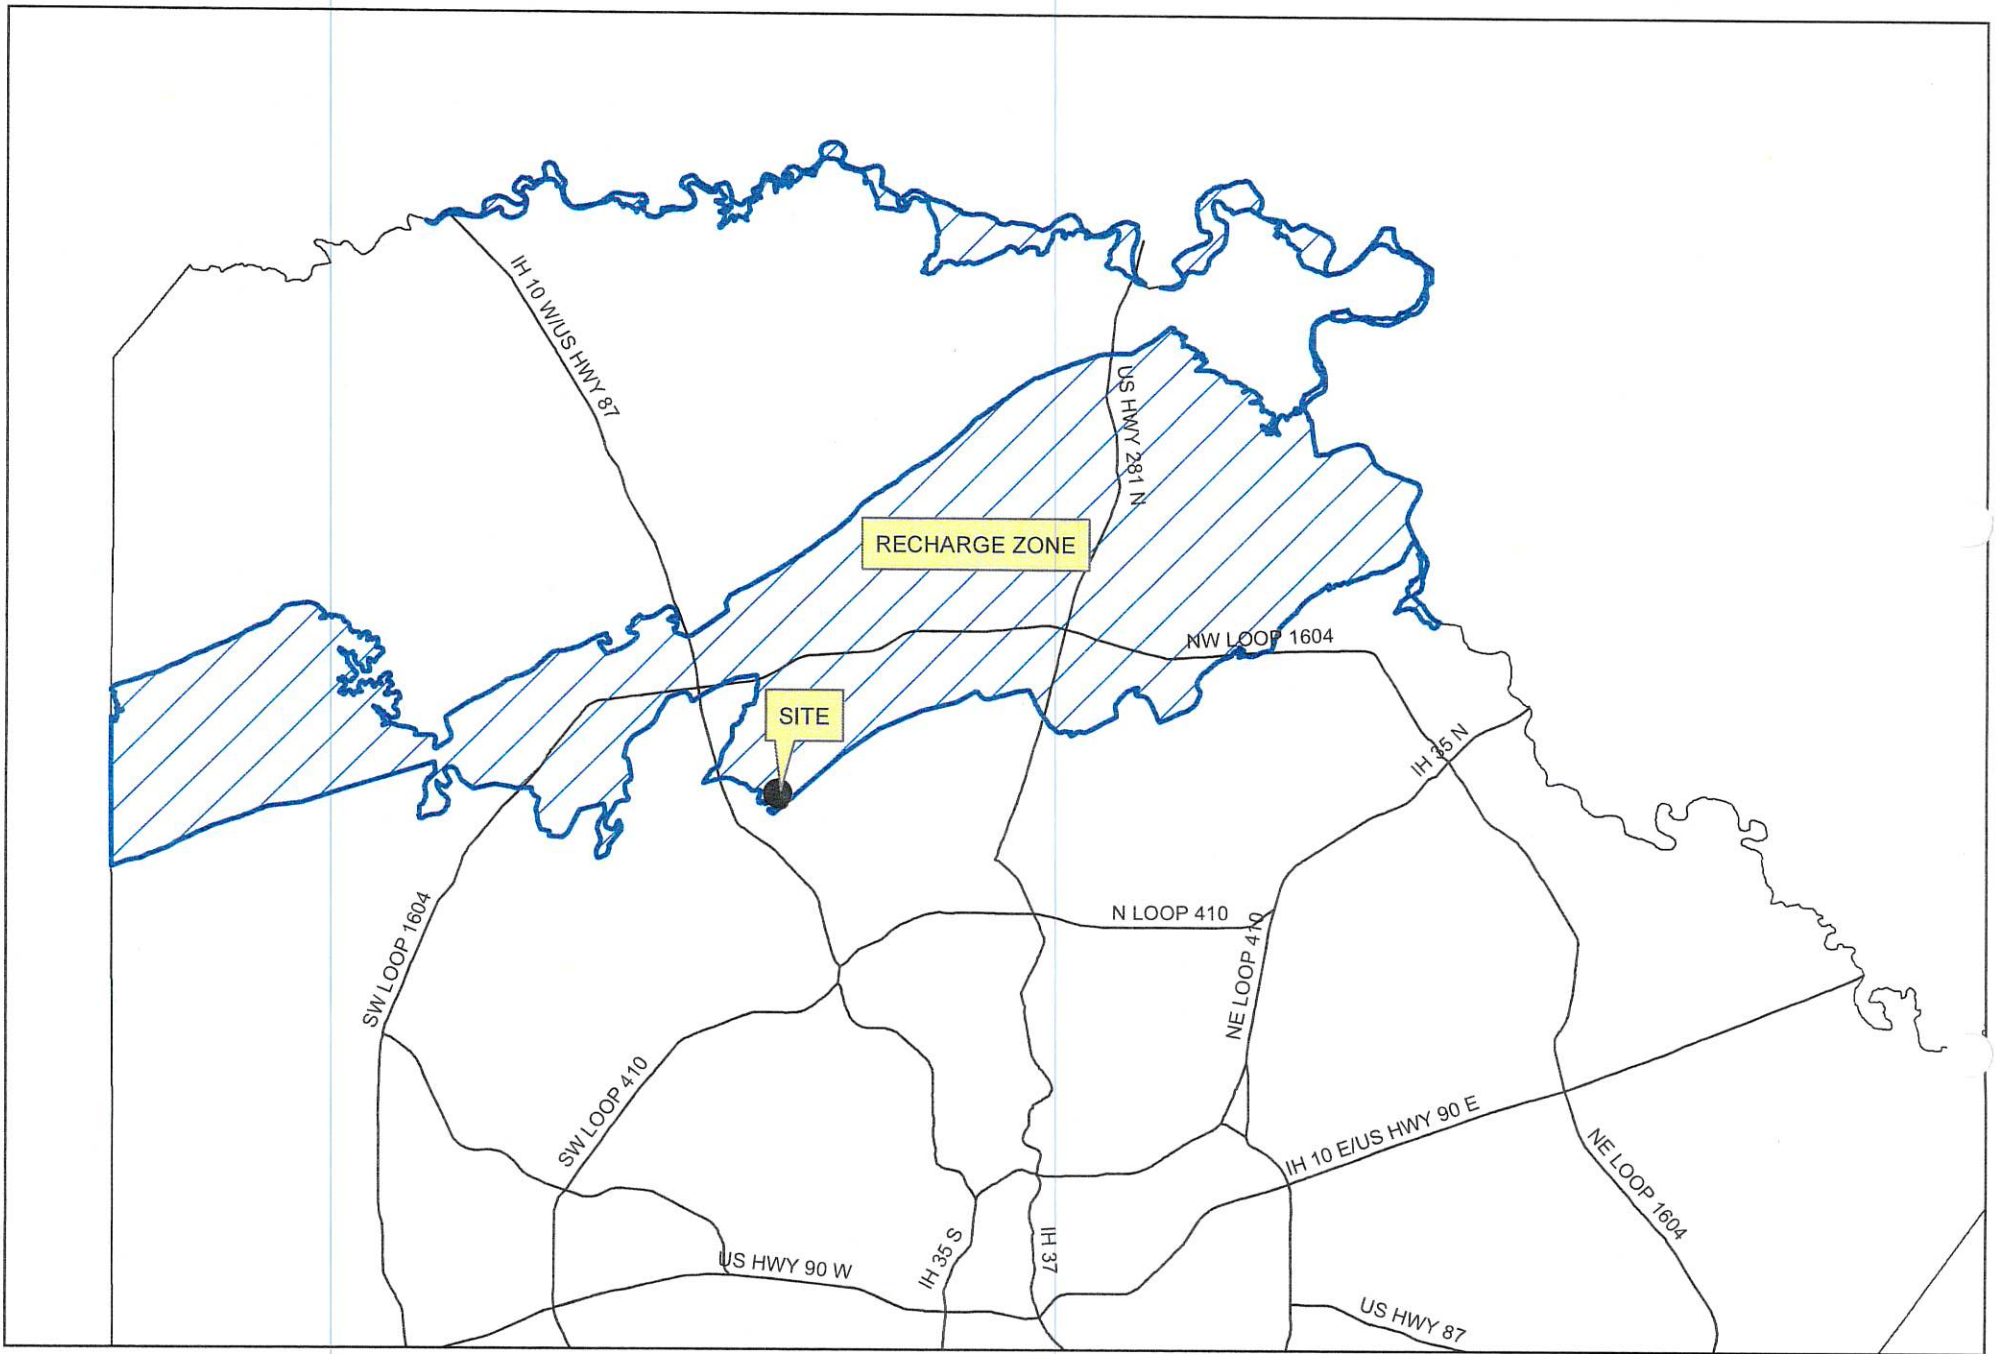 IH 10 W/US HWY 87
US HWY 281 N
RECHARGE ZONE
NW LOOP 1604
SITE
IH 35 N
SW LOOP 1604
N LOOP 410
NE LOOP 410
SW LOOP 410
IH 10 E/US HWY 90 E
NE LOOP 1604
US HWY 90 W
IH 35 S
IH 37
US HWY 87